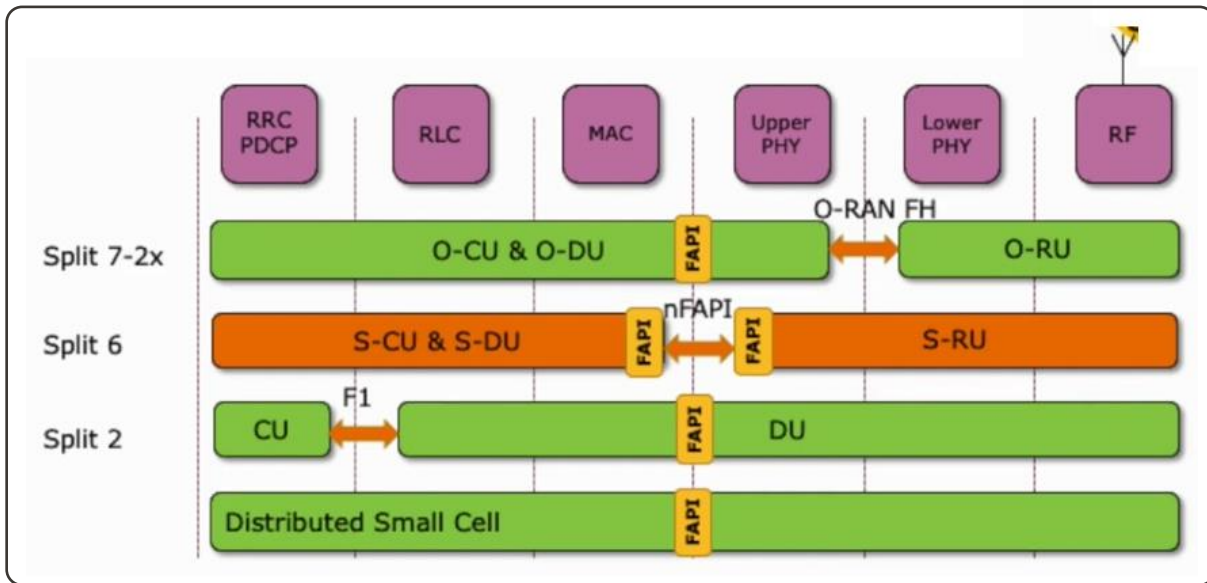 RRC
PDCP
RLC
MAC
Upper
PHY
Lower
PHY
RF
O-RAN FH
Split 7-2x
O-CU & O-DU
FAPI
O-RU
nFAPI
Split 6
S-CU & S-DU
FAPI
FAPI
S-RU
F1
Split 2
CU
FAPI
DU
Distributed Small Cell
FAPI